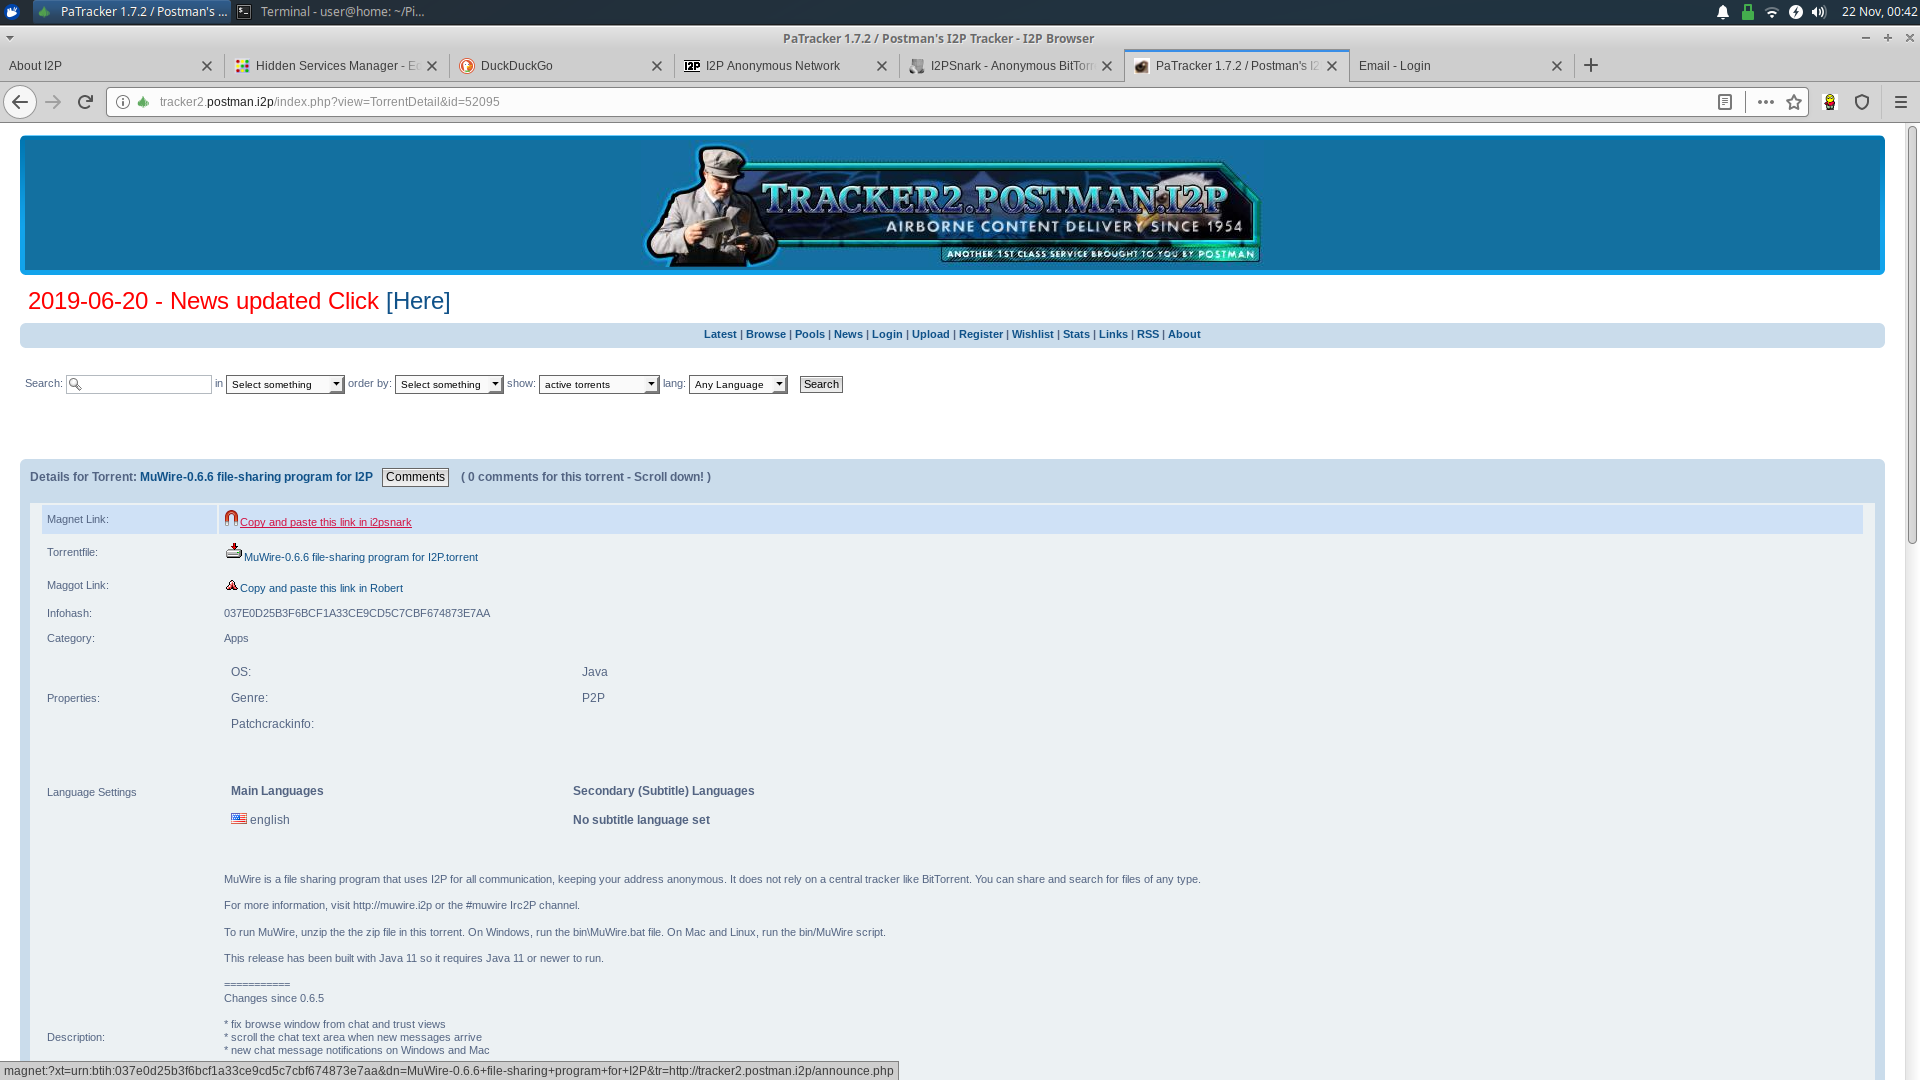 PaTracker 1.7.2 / Postman's ... Terminal - user@home: ~/Pi... 22 Nov, 00:42
PaTracker 1.7.2 / Postman's I2P Tracker - I2P Browser
About I2P Hidden Services Manager - Ec DuckDuckGo I2P Anonymous Network I2PSnark - Anonymous BitTorr PaTracker 1.7.2 / Postman's I2 Email - Login
tracker2.postman.i2p/index.php?view=TorrentDetail&id=52095
TRACKER2.POSTMAN.I2P
AIRBORNE CONTENT DELIVERY SINCE 1954
ANOTHER 1ST CLASS SERVICE BROUGHT TO YOU BY POSTMAN
2019-06-20 - News updated Click [Here]
Latest | Browse | Pools | News | Login | Upload | Register | Wishlist | Stats | Links | RSS | About
Search: in Select something order by: Select something show: active torrents lang: Any Language Search
Details for Torrent: MuWire-0.6.6 file-sharing program for I2P Comments ( 0 comments for this torrent - Scroll down! )
Magnet Link: Copy and paste this link in i2psnark
Torrentfile: MuWire-0.6.6 file-sharing program for I2P.torrent
Maggot Link: Copy and paste this link in Robert
Infohash: 037E0D25B3F6BCF1A33CE9CD5C7CBF674873E7AA
Category: Apps
OS: Java
Properties: Genre: P2P
Patchcrackinfo:
Language Settings Main Languages Secondary (Subtitle) Languages
english No subtitle language set
MuWire is a file sharing program that uses I2P for all communication, keeping your address anonymous. It does not rely on a central tracker like BitTorrent. You can share and search for files of any type.
For more information, visit http://muwire.i2p or the #muwire Irc2P channel.
To run MuWire, unzip the the zip file in this torrent. On Windows, run the bin\MuWire.bat file. On Mac and Linux, run the bin/MuWire script.
This release has been built with Java 11 so it requires Java 11 or newer to run.
===========
Changes since 0.6.5
* fix browse window from chat and trust views
Description: * scroll the chat text area when new messages arrive
* new chat message notifications on Windows and Mac
magnet:?xt=urn:btih:037e0d25b3f6bcf1a33ce9cd5c7cbf674873e7aa&dn=MuWire-0.6.6+file-sharing+program+for+I2P&tr=http://tracker2.postman.i2p/announce.php